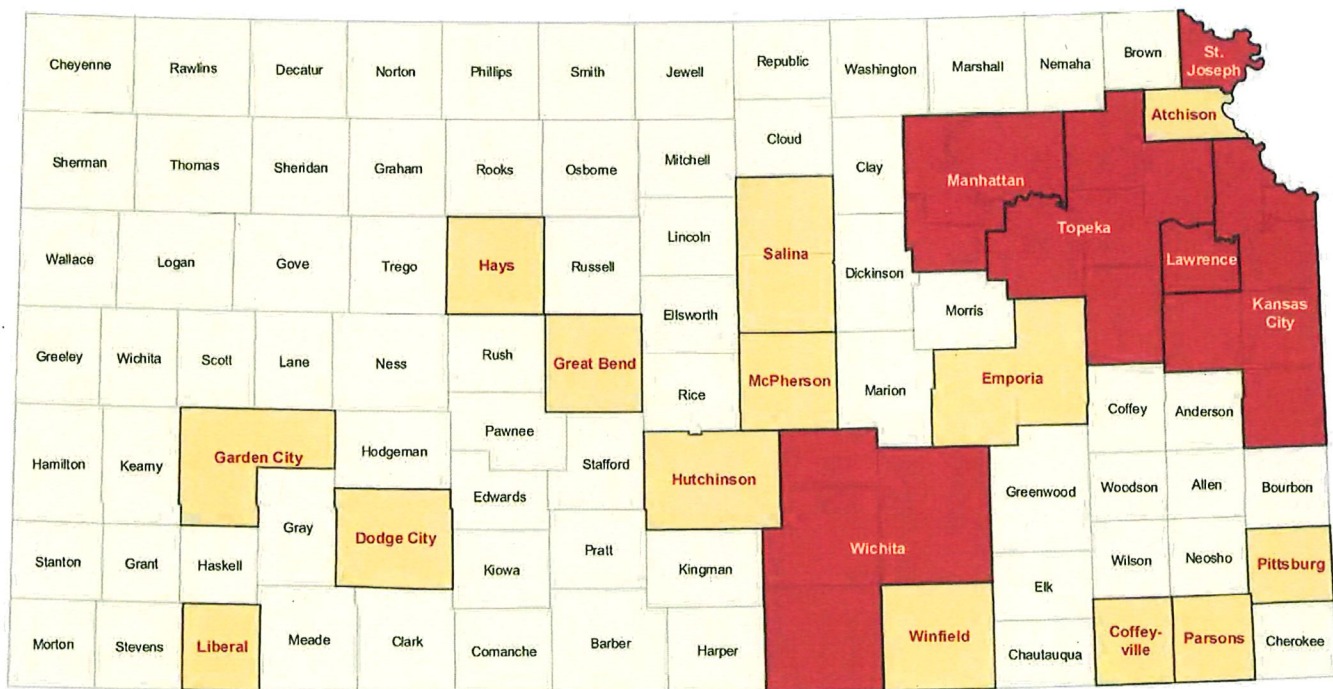 Cheyenne
Rawlins
Decatur
Norton
Phillips
Smith
Jewell
Republic
Washington
Marshall
Nemaha
Brown
St.
Joseph
Atchison
Sherman
Thomas
Sheridan
Graham
Rooks
Osborne
Mitchell
Cloud
Clay
Manhattan
Topeka
Wallace
Logan
Gove
Trego
Hays
Russell
Lincoln
Salina
Dickinson
Lawrence
Kansas
City
Morris
Ellsworth
Greeley
Wichita
Scott
Lane
Ness
Rush
Great Bend
Rice
McPherson
Marion
Emporia
Coffey
Anderson
Hamilton
Kearny
Garden City
Hodgeman
Pawnee
Stafford
Edwards
Hutchinson
Greenwood
Woodson
Allen
Bourbon
Gray
Dodge City
Stanton
Grant
Haskell
Kiowa
Pratt
Kingman
Wichita
Elk
Wilson
Neosho
Pittsburg
Morton
Stevens
Liberal
Meade
Clark
Comanche
Barber
Harper
Winfield
Chautauqua
Coffey-
ville
Parsons
Cherokee